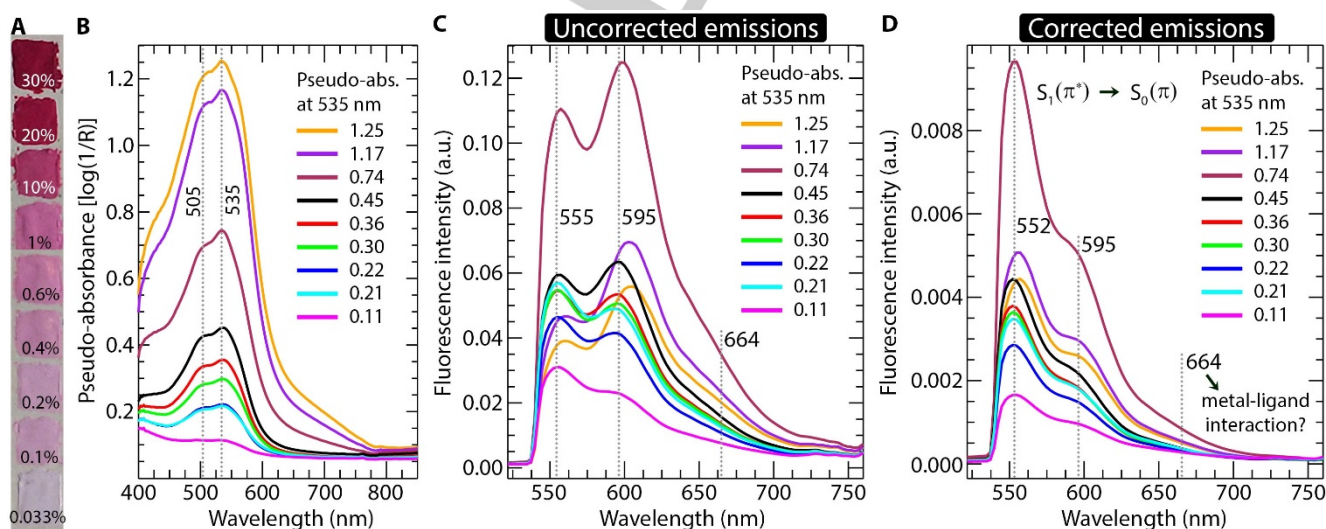 A
30%
20%
10%
1%
0.6%
0.4%
0.2%
0.1%
0.033%
B
Pseudo-absorbance [log(1/R)]
1.2
1.0
0.8
0.6
0.4
0.2
505
535
Pseudo-abs.
at 535 nm
1.25
1.17
0.74
0.45
0.36
0.30
0.22
0.21
0.11
400 500 600 700 800
Wavelength (nm)
C
Uncorrected emissions
Fluorescence intensity (a.u.)
0.12
0.10
0.08
0.06
0.04
0.02
0.00
555
595
664
Pseudo-abs.
at 535 nm
1.25
1.17
0.74
0.45
0.36
0.30
0.22
0.21
0.11
550 600 650 700 750
Wavelength (nm)
D
Corrected emissions
Fluorescence intensity (a.u.)
0.008
0.006
0.004
0.002
0.000
S₁(π*) → S₀(π)
552
595
664
metal-ligand
interaction?
Pseudo-abs.
at 535 nm
1.25
1.17
0.74
0.45
0.36
0.30
0.22
0.21
0.11
550 600 650 700 750
Wavelength (nm)